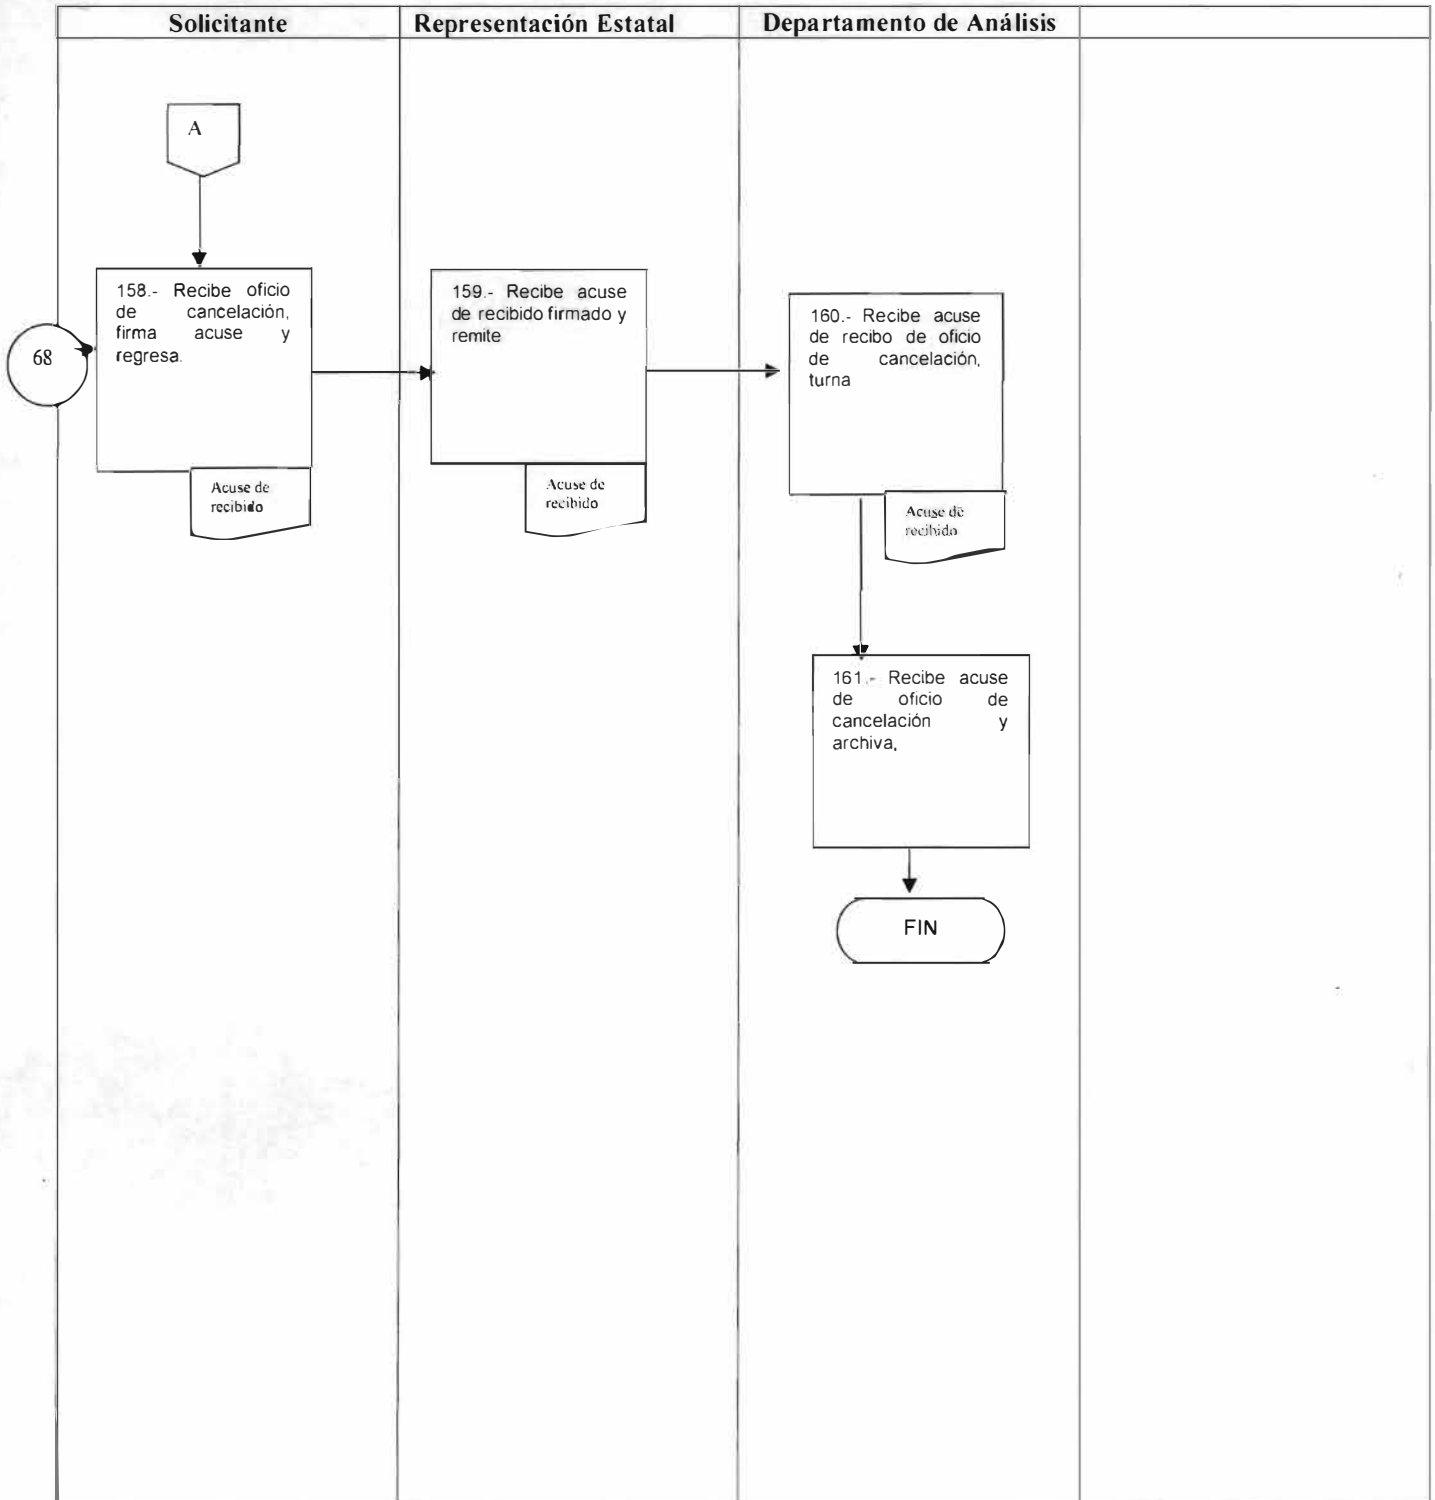 Solicitante
Representación Estatal
Departamento de Análisis
A
68
158.- Recibe oficio
de cancelación,
firma acuse y
regresa.
Acuse de
recibido
159.- Recibe acuse
de recibido firmado y
remite
Acuse de
recibido
160.- Recibe acuse
de recibo de oficio
de cancelación,
turna
Acuse de
recibido
161.- Recibe acuse
de oficio de
cancelación y
archiva,
FIN